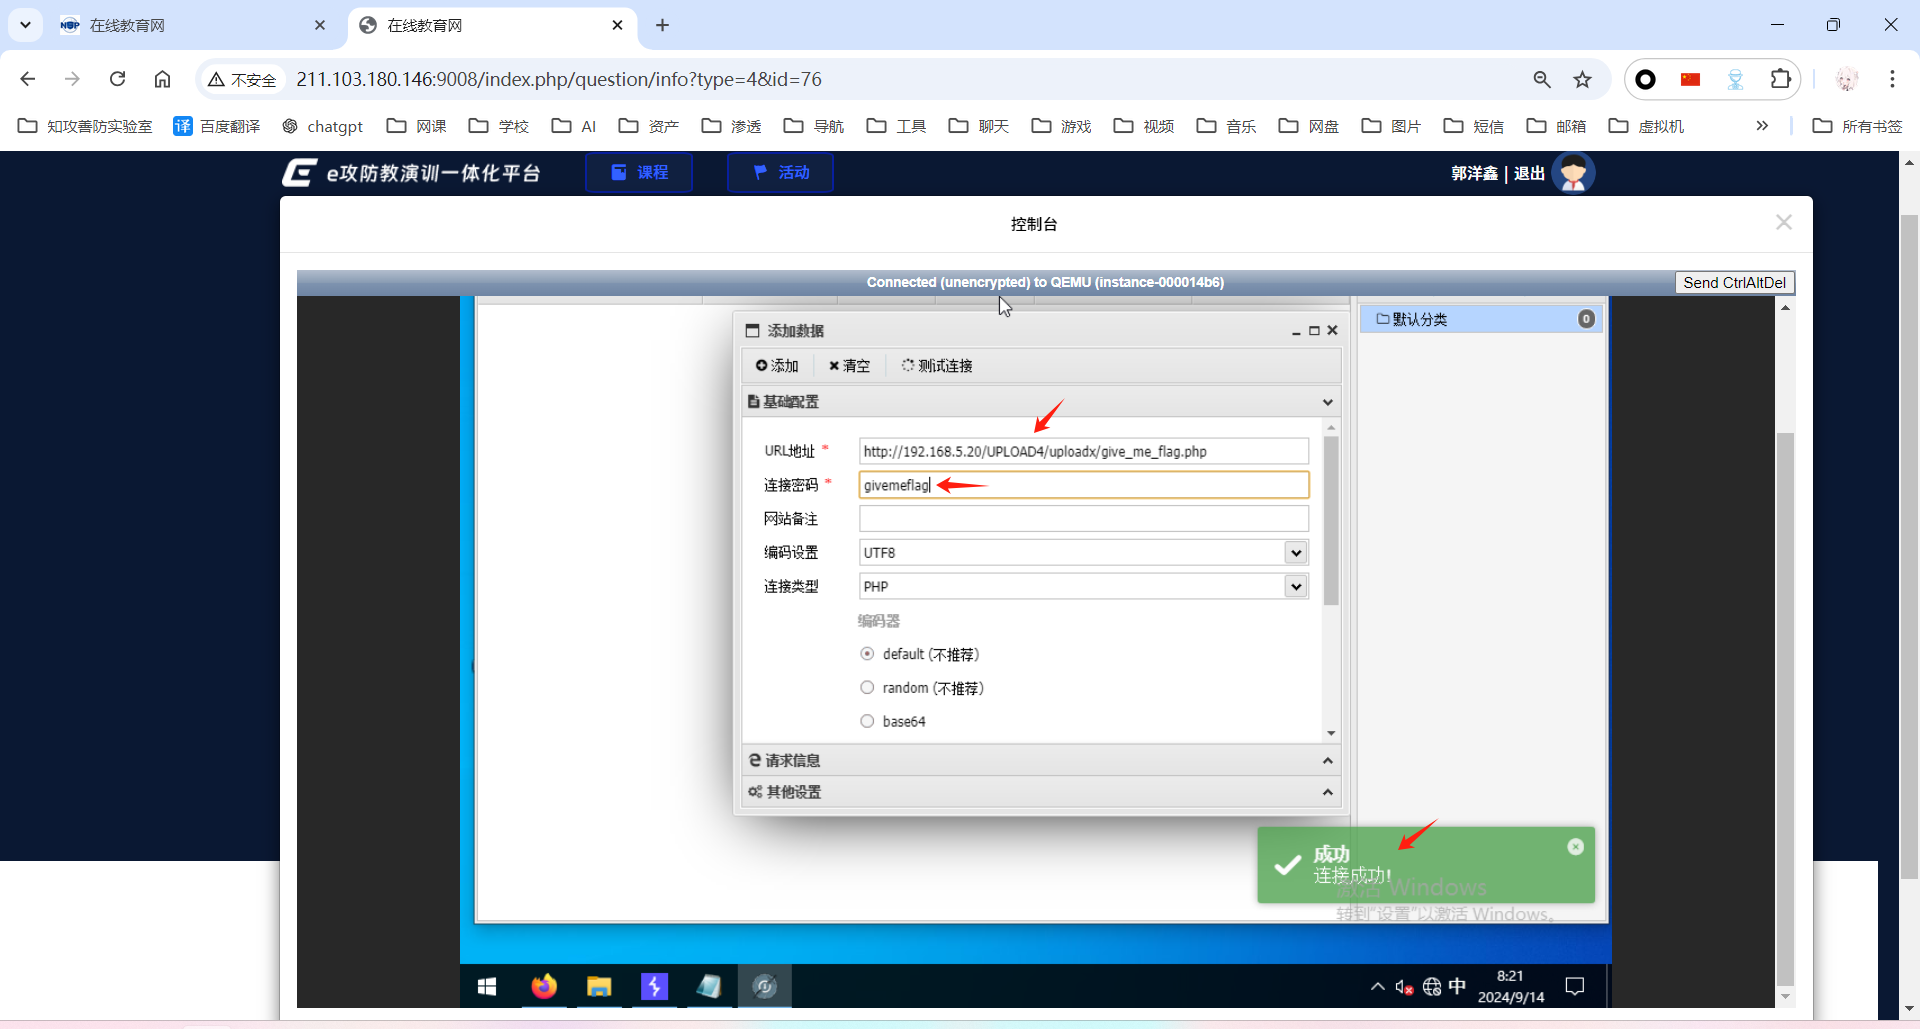 在线教育网
在线教育网
不安全
211.103.180.146:9008/index.php/question/info?type=4&id=76
知攻善防实验室
译
百度翻译
chatgpt
网课
学校
AI
资产
渗透
导航
工具
聊天
游戏
视频
音乐
网盘
图片
短信
邮箱
虚拟机
所有书签
e攻防教演训一体化平台
课程
活动
郭洋鑫 | 退出
控制台
Connected (unencrypted) to QEMU (instance-000014b6)
Send CtrlAltDel
添加数据
默认分类
0
添加
清空
测试连接
基础配置
URL地址 *
http://192.168.5.20/UPLOAD4/uploadx/give_me_flag.php
连接密码 *
givemeflag
网站备注
编码设置
UTF8
连接类型
PHP
编码器
default (不推荐)
random (不推荐)
base64
请求信息
其他设置
成功
连接成功!
激活 Windows
转到"设置"以激活 Windows。
中
8:21
2024/9/14